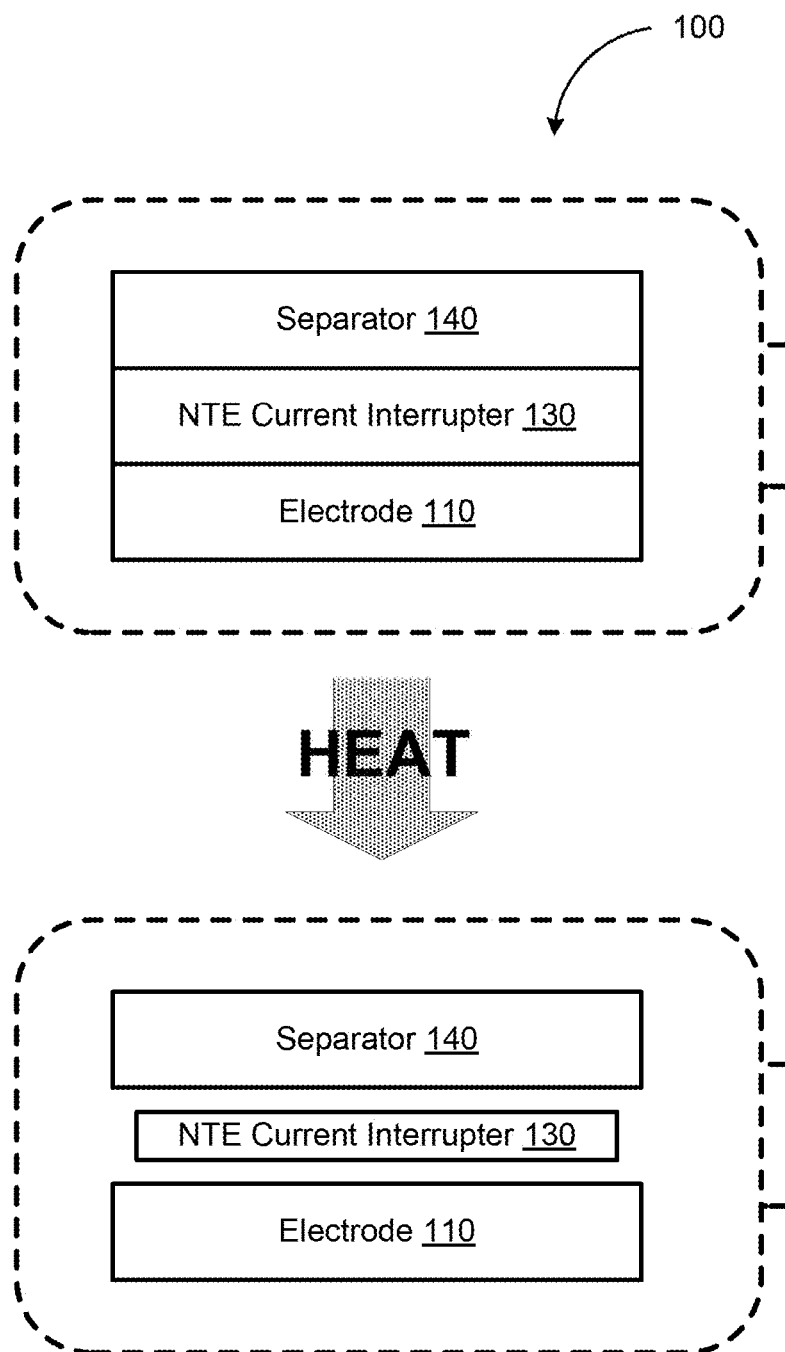 100
Separator 140
NTE Current Interrupter 130
Electrode 110
HEAT
Separator 140
NTE Current Interrupter 130
Electrode 110